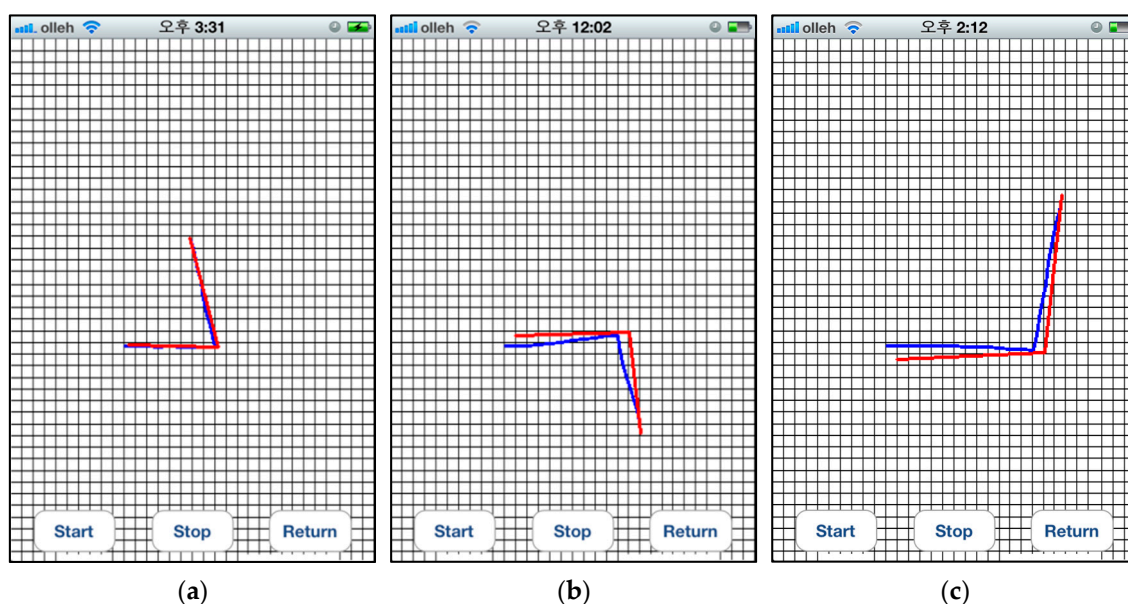 olleh 오후 3:31
Start Stop Return
(a)
olleh 오후 12:02
Start Stop Return
(b)
olleh 오후 2:12
Start Stop Return
(c)